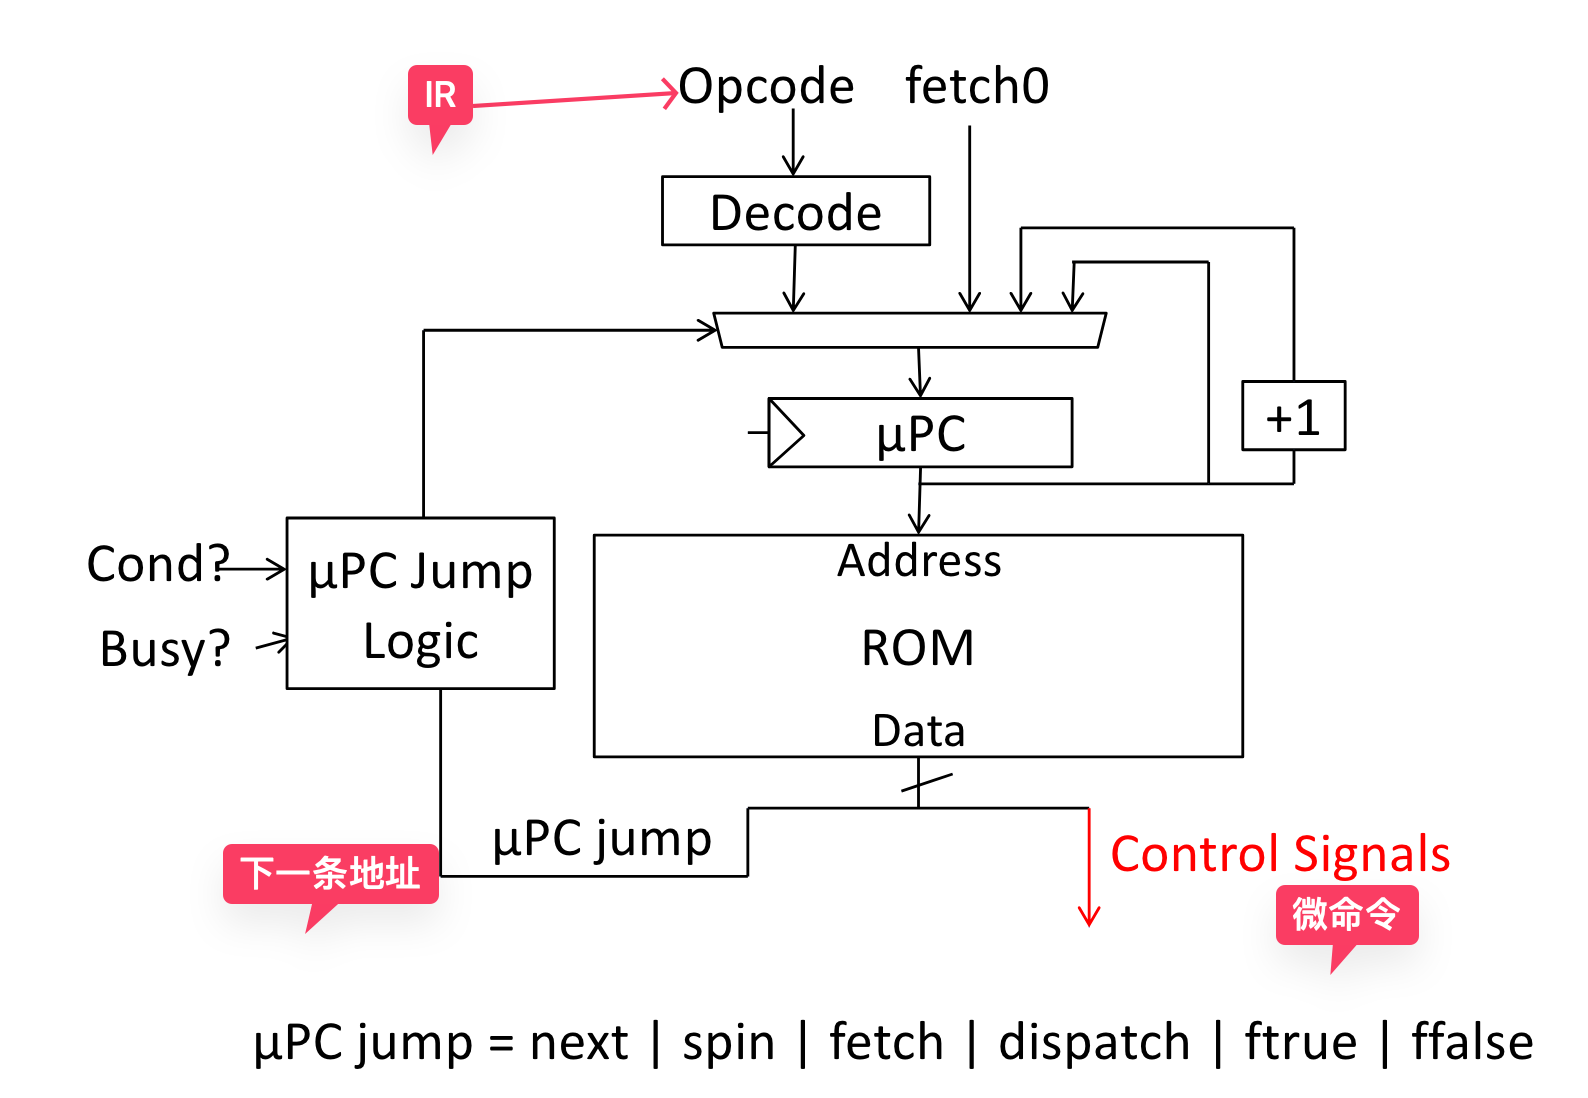 IR
Opcode
fetch0
Decode
+1
µPC
Cond?
Busy?
µPC Jump
Logic
Address
ROM
Data
µPC jump
下一条地址
Control Signals
微命令
µPC jump = next | spin | fetch | dispatch | ftrue | ffalse